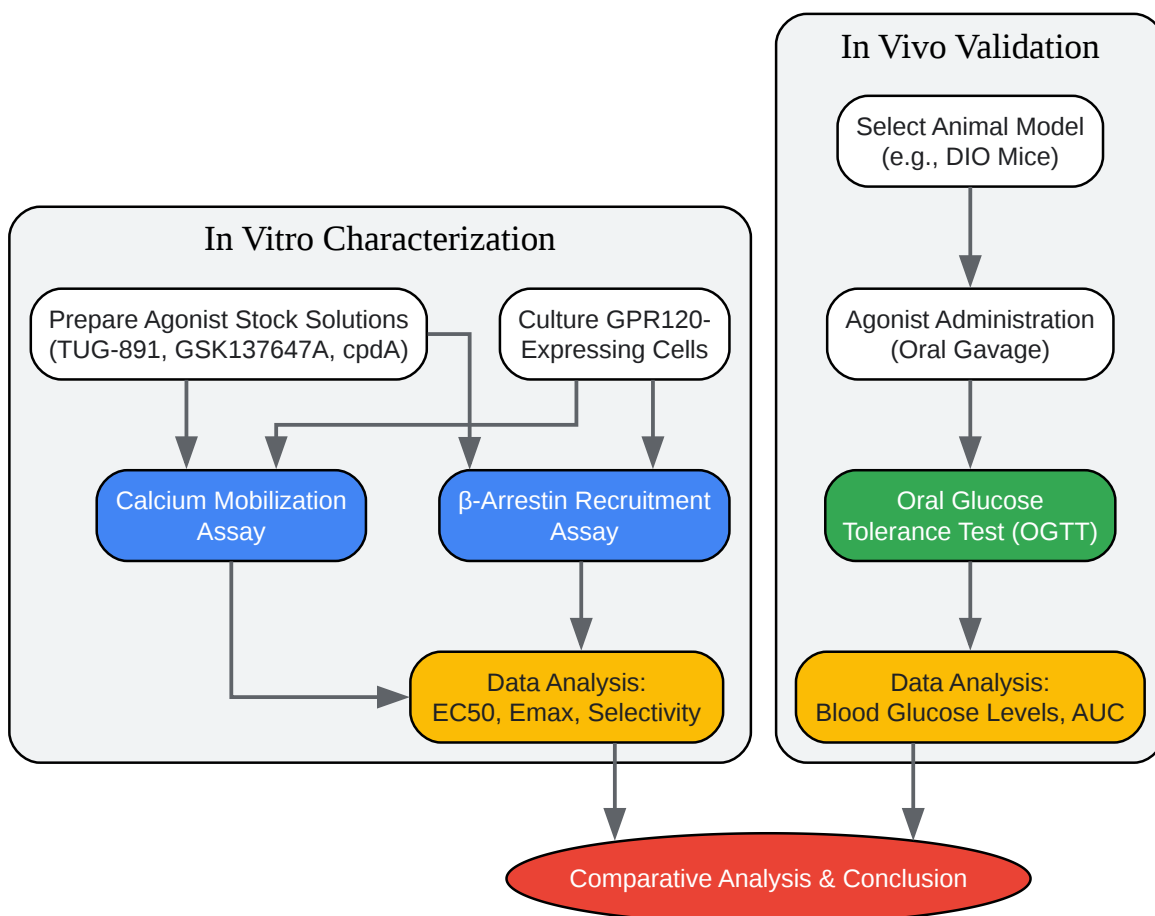 In Vitro Characterization
Prepare Agonist Stock Solutions
(TUG-891, GSK137647A, cpdA)
Culture GPR120-
Expressing Cells
Calcium Mobilization
Assay
β-Arrestin Recruitment
Assay
Data Analysis:
EC50, Emax, Selectivity
In Vivo Validation
Select Animal Model
(e.g., DIO Mice)
Agonist Administration
(Oral Gavage)
Oral Glucose
Tolerance Test (OGTT)
Data Analysis:
Blood Glucose Levels, AUC
Comparative Analysis & Conclusion